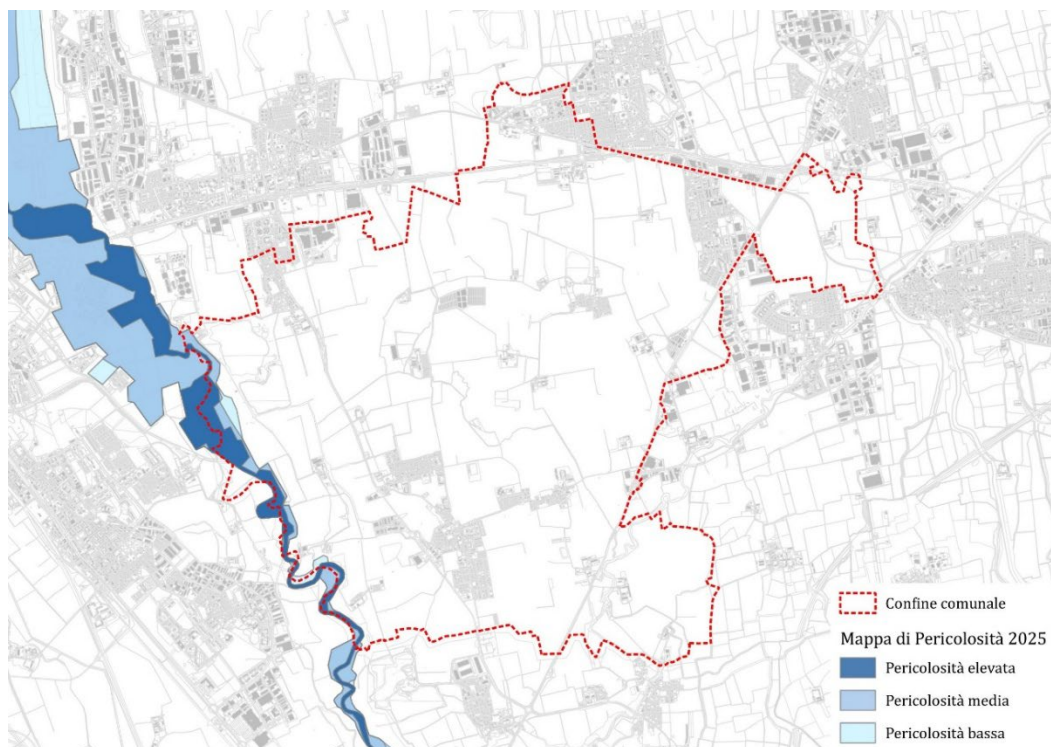 Confine comunale
Mappa di Pericolosità 2025
Pericolosità elevata
Pericolosità media
Pericolosità bassa